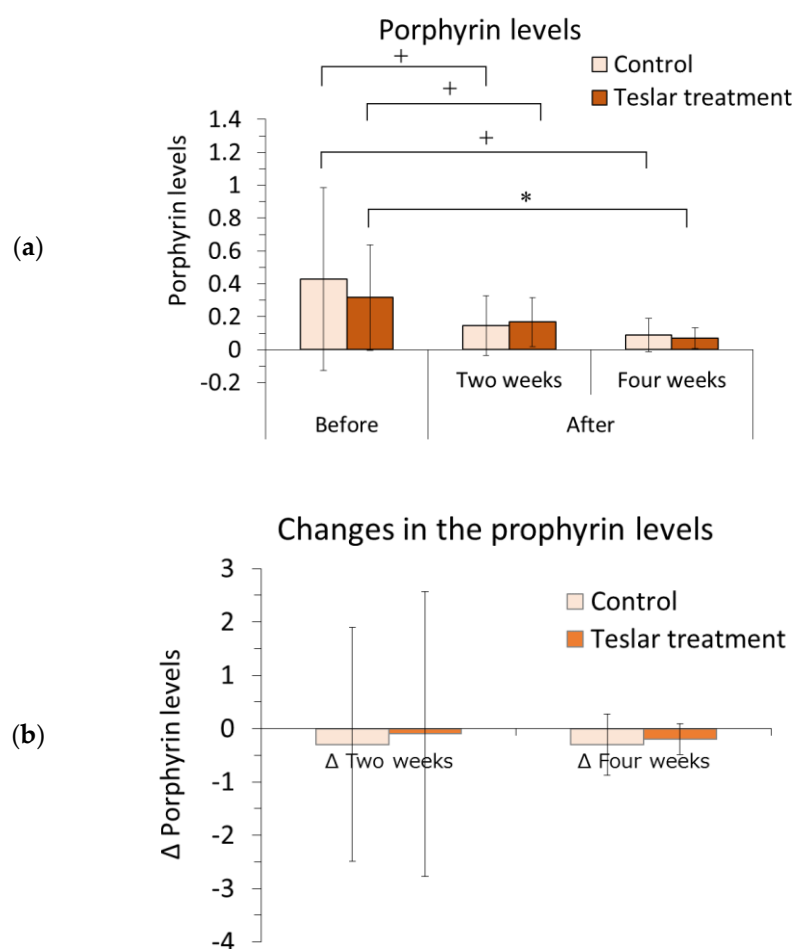 Porphyrin levels
+
Control
Teslar treatment
+
+
*
(a)
Porphyrin levels
1.4
1.2
1
0.8
0.6
0.4
0.2
0
-0.2
Two weeks
Four weeks
Before
After
Changes in the prophyrin levels
Control
Teslar treatment
(b)
Δ Porphyrin levels
3
2
1
0
-1
-2
-3
-4
Δ Two weeks
Δ Four weeks